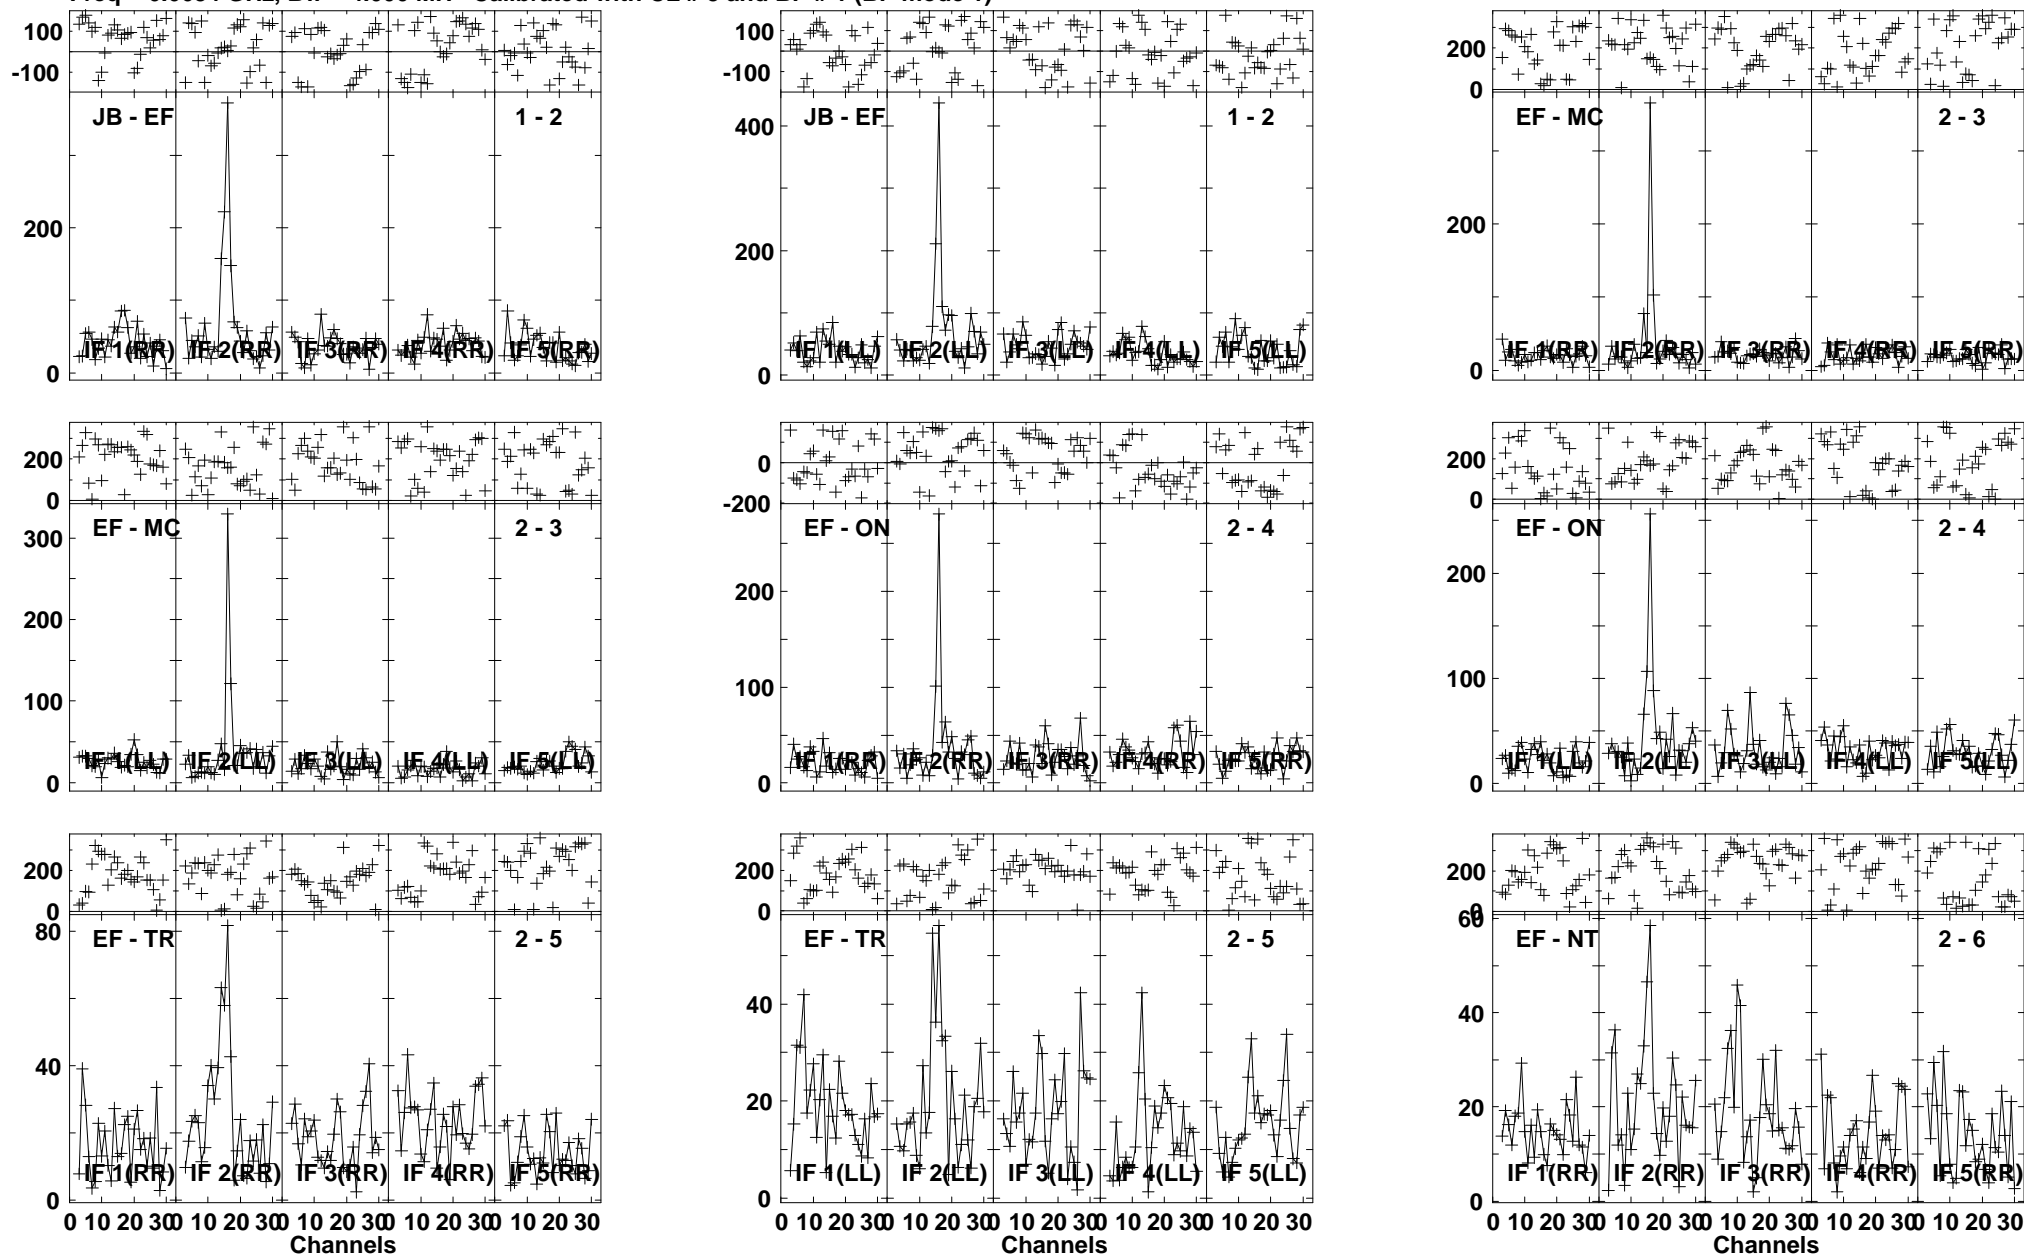 100
-100
JB - EF 1 - 2
200
0
IF 1(RR) IF 2(RR) IF 3(RR) IF 4(RR) IF 5(RR)
100
-100
JB - EF 1 - 2
400
200
0
IF 1(LL) IF 2(LL) IF 3(LL) IF 4(LL) IF 5(LL)
200
0
EF - MC 2 - 3
200
0
IF 1(RR) IF 2(RR) IF 3(RR) IF 4(RR) IF 5(RR)
200
0
EF - MC 2 - 3
300
200
100
0
IF 1(LL) IF 2(LL) IF 3(LL) IF 4(LL) IF 5(LL)
0
-200
EF - ON 2 - 4
200
100
0
IF 1(RR) IF 2(RR) IF 3(RR) IF 4(RR) IF 5(RR)
200
0
EF - ON 2 - 4
200
100
0
IF 1(LL) IF 2(LL) IF 3(LL) IF 4(LL) IF 5(LL)
200
0
80
EF - TR 2 - 5
40
0
IF 1(RR) IF 2(RR) IF 3(RR) IF 4(RR) IF 5(RR)
0 10 20 30 0 10 20 30 0 10 20 30 0 10 20 30 0 10 20 30
Channels
200
0
EF - TR 2 - 5
40
20
0
IF 1(LL) IF 2(LL) IF 3(LL) IF 4(LL) IF 5(LL)
0 10 20 30 0 10 20 30 0 10 20 30 0 10 20 30 0 10 20 30
Channels
200
0
60
EF - NT 2 - 6
40
20
0
IF 1(RR) IF 2(RR) IF 3(RR) IF 4(RR) IF 5(RR)
0 10 20 30 0 10 20 30 0 10 20 30 0 10 20 30 0 10 20 30
Channels